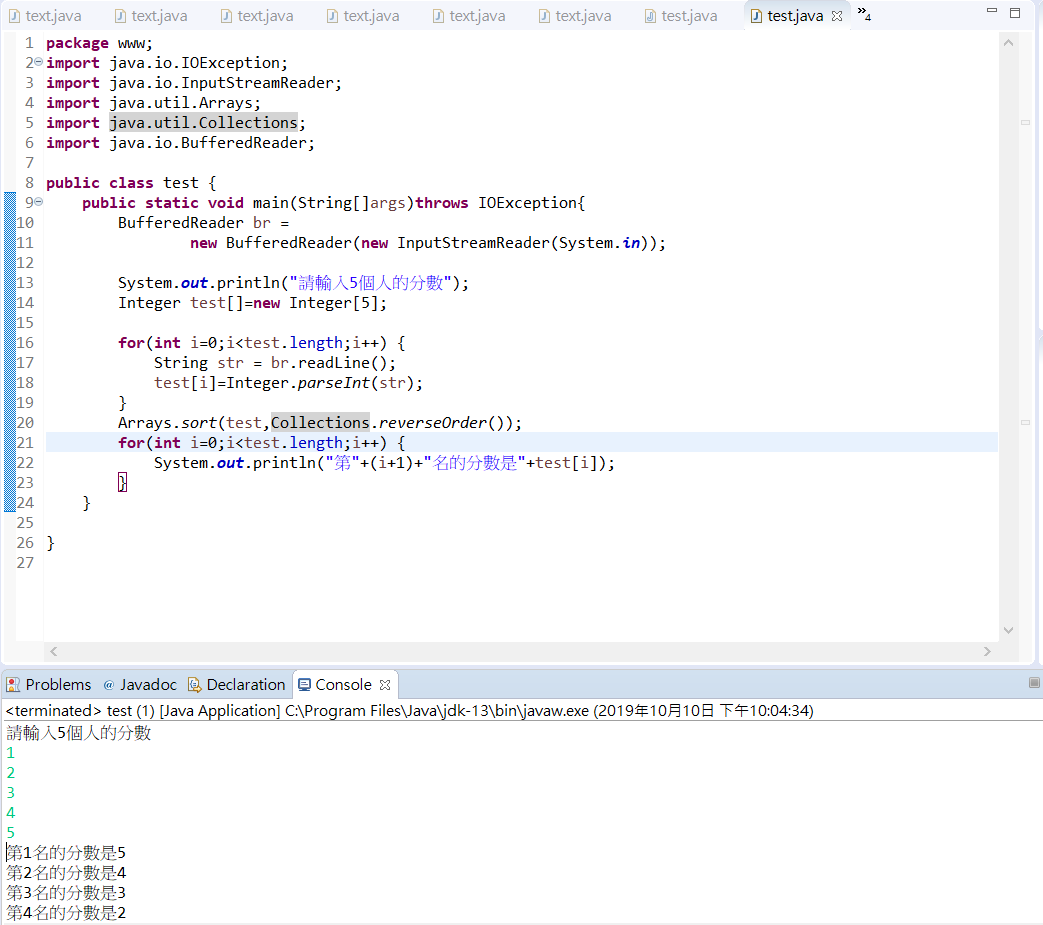 text.java text.java text.java text.java text.java text.java test.java test.java »4
1 package www;
2 import java.io.IOException;
3 import java.io.InputStreamReader;
4 import java.util.Arrays;
5 import java.util.Collections;
6 import java.io.BufferedReader;
7
8 public class test {
9     public static void main(String[]args)throws IOException{
10         BufferedReader br =
11                 new BufferedReader(new InputStreamReader(System.in));
12
13         System.out.println("請輸入5個人的分數");
14         Integer test[]=new Integer[5];
15
16         for(int i=0;i<test.length;i++) {
17             String str = br.readLine();
18             test[i]=Integer.parseInt(str);
19         }
20         Arrays.sort(test,Collections.reverseOrder());
21         for(int i=0;i<test.length;i++) {
22             System.out.println("第"+(i+1)+"名的分數是"+test[i]);
23         }
24     }
25
26 }
27
Problems @ Javadoc Declaration Console
<terminated> test (1) [Java Application] C:\Program Files\Java\jdk-13\bin\javaw.exe (2019年10月10日 下午10:04:34)
請輸入5個人的分數
1
2
3
4
5
第1名的分數是5
第2名的分數是4
第3名的分數是3
第4名的分數是2